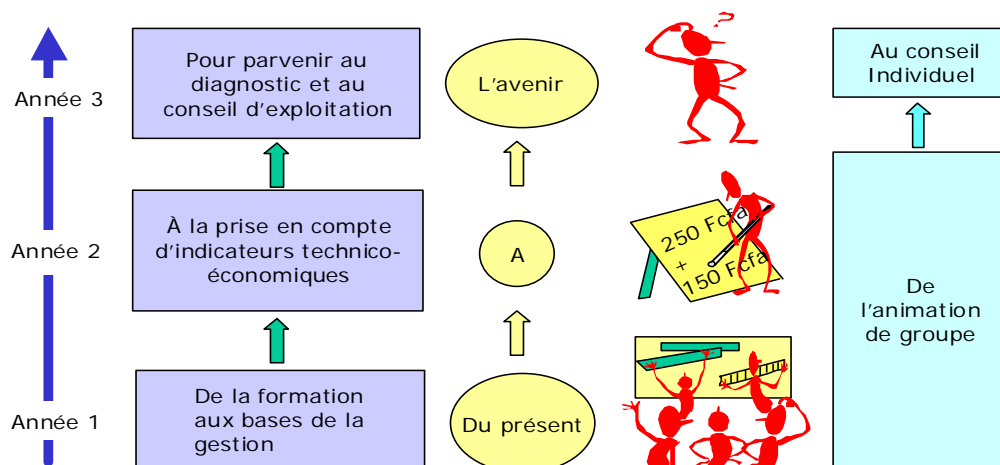 Année 3
Pour parvenir au
diagnostic et au
conseil d'exploitation
L'avenir
?
Au conseil
Individuel
Année 2
À la prise en compte
d'indicateurs technico-
économiques
A
250 Fcfa
+
150 Fcfa
De
l'animation
de groupe
Année 1
De la formation
aux bases de la
gestion
Du présent